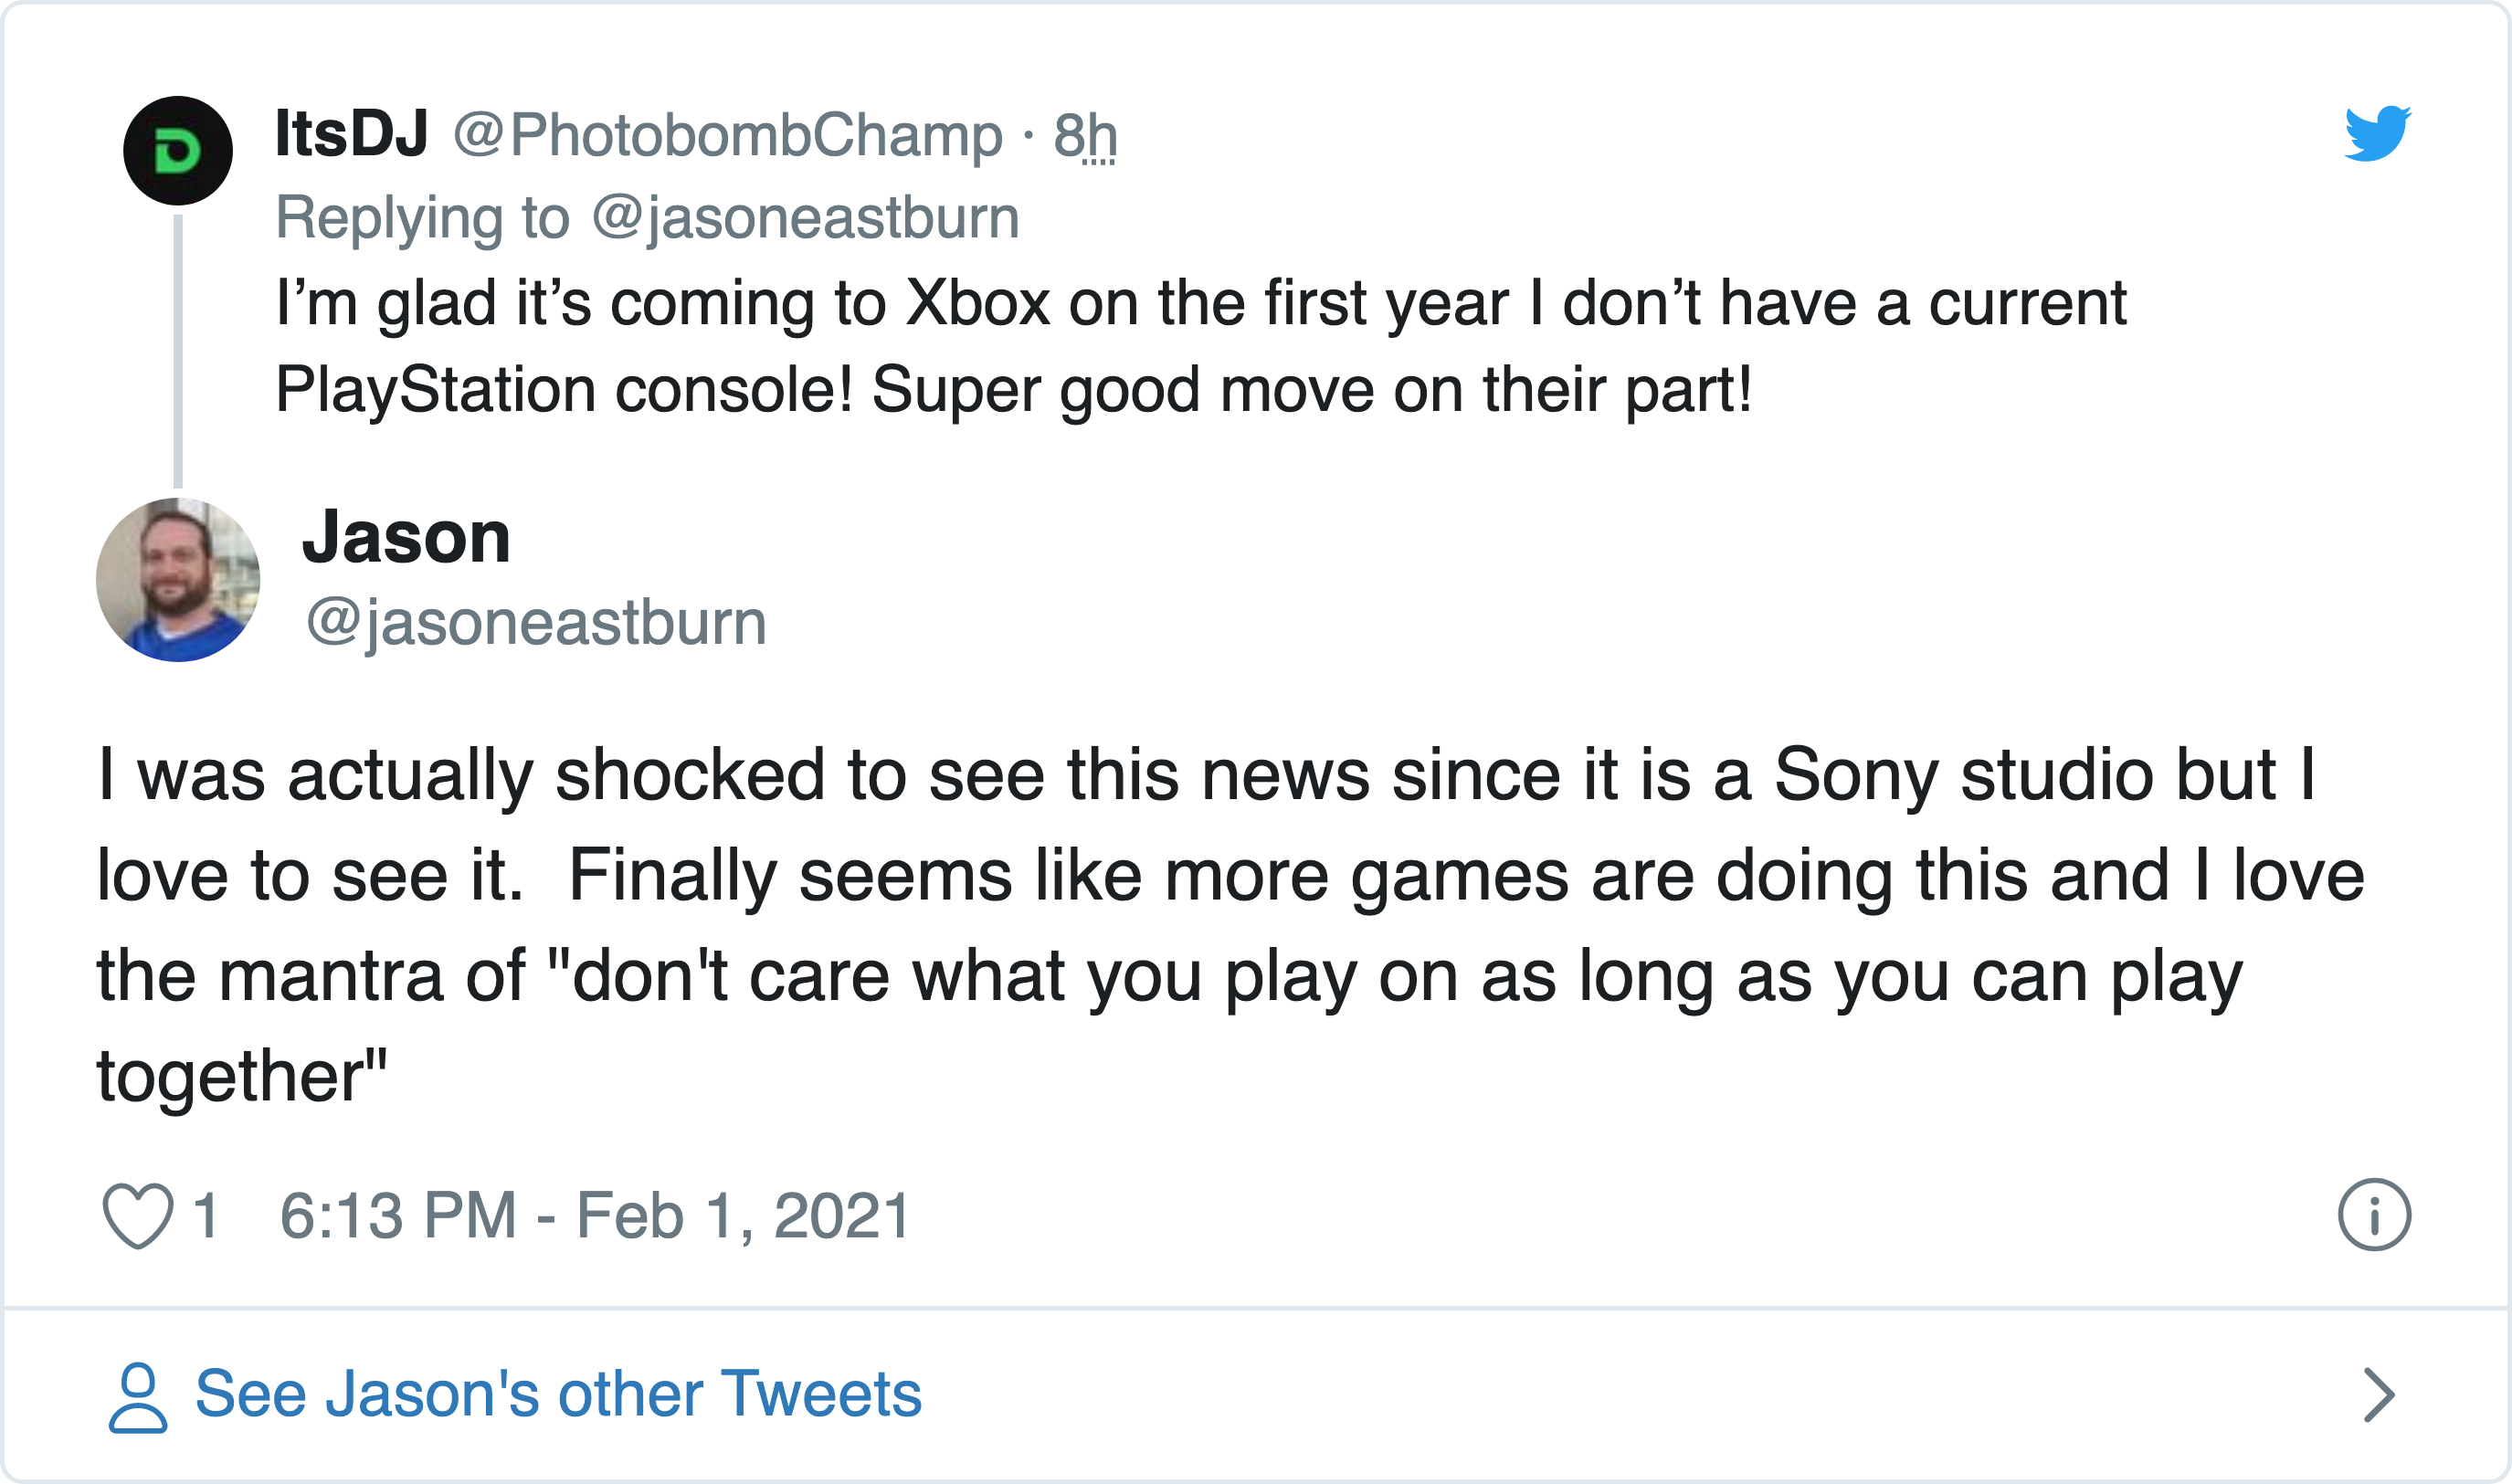 ItsDJ @PhotobombChamp · 8h
Replying to @jasoneastburn
I’m glad it’s coming to Xbox on the first year I don’t have a current
PlayStation console! Super good move on their part!
Jason
@jasoneastburn
I was actually shocked to see this news since it is a Sony studio but I
love to see it.  Finally seems like more games are doing this and I love
the mantra of "don't care what you play on as long as you can play
together"
1 6:13 PM - Feb 1, 2021
See Jason's other Tweets